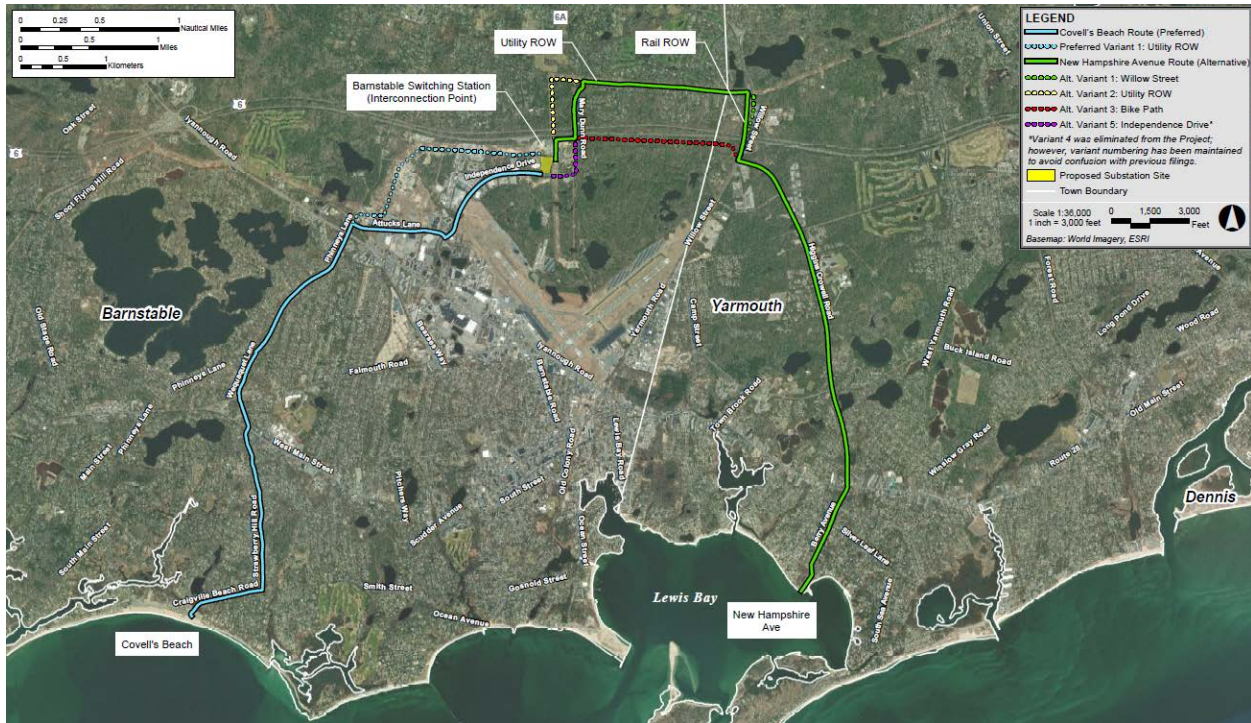 0 0.25 0.5 1
Nautical Miles
0 0.5 1
Miles
0 0.5 1
Kilometers
6A
Utility ROW
Rail ROW
Union Street
LEGEND
Covell's Beach Route (Preferred)
Preferred Variant 1: Utility ROW
New Hampshire Avenue Route (Alternative)
Alt. Variant 1: Willow Street
Alt. Variant 2: Utility ROW
Alt. Variant 3: Bike Path
Alt. Variant 5: Independence Drive*
*Variant 4 was eliminated from the Project;
however, variant numbering has been maintained
to avoid confusion with previous filings.
Proposed Substation Site
Town Boundary
Scale 1:36,000
1 inch = 3,000 feet
0 1,500 3,000
Feet
Basemap: World Imagery, ESRI
Barnstable Switching Station
(Interconnection Point)
6
Oak Street
Iyannough Road
Mary Dunn Road
Willow Street
6
Shoot Flying Hill Road
Independence Drive
Phinneys Lane
Attucks Lane
Willow Street
Higgins Crowell Road
Forest Road
Avenue
Barnstable
Yarmouth
Old Stage Road
Bearses Way
Iyannough Road
Yarmouth Road
Camp Street
West Yarmouth Road
Long Pond Drive
Wood Road
Buck Island Road
Phinneys Lane
Wequaquet Lane
Falmouth Road
Barnstable Road
Old Main Street
Main Street
Phinneys Lane
West Main Street
Lewis Bay Road
Town Brook Road
Winslow Gray Road
Route 28
Pitchers Way
South Street
Old Colony Road
Dennis
South Main Street
Strawberry Hill Road
Scudder Avenue
Ocean Street
Berry Avenue
Silver Leaf Lane
Craigville Beach Road
Smith Street
Gosnold Street
Ocean Avenue
Lewis Bay
New Hampshire
Ave
South Sea Avenue
Covell's Beach